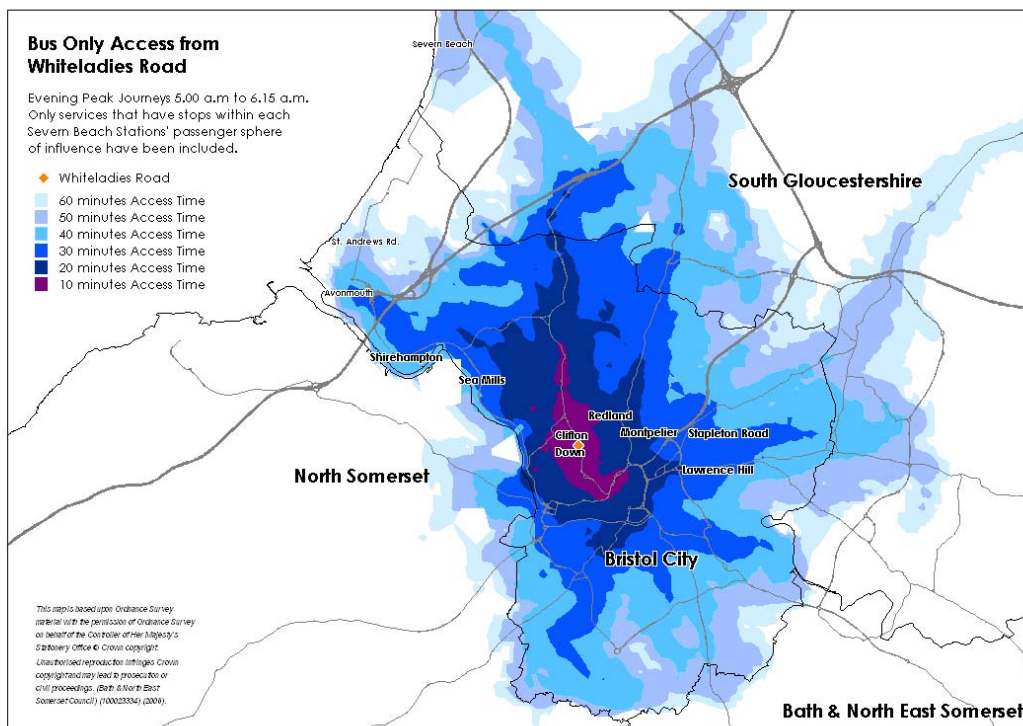 Bus Only Access from
Whiteladies Road
Evening Peak Journeys 5.00 a.m to 6.15 a.m.
Only services that have stops within each
Severn Beach Stations' passenger sphere
of influence have been included.
Whiteladies Road
60 minutes Access Time
50 minutes Access Time
40 minutes Access Time
30 minutes Access Time
20 minutes Access Time
10 minutes Access Time
Severn Beach
South Gloucestershire
St. Andrews Rd.
Avonmouth
Shirehampton
Sea Mills
Redland
Clifton
Down
Montpelier
Stapleton Road
Lawrence Hill
North Somerset
Bristol City
This map is based upon Ordnance Survey
material with the permission of Ordnance Survey
on behalf of the Controller of Her Majesty's
Stationery Office © Crown copyright.
Unauthorised reproduction infringes Crown
copyright and may lead to prosecution or
civil proceedings. (Bath & North East
Somerset Council) (100023334) (2006).
Bath & North East Somerset